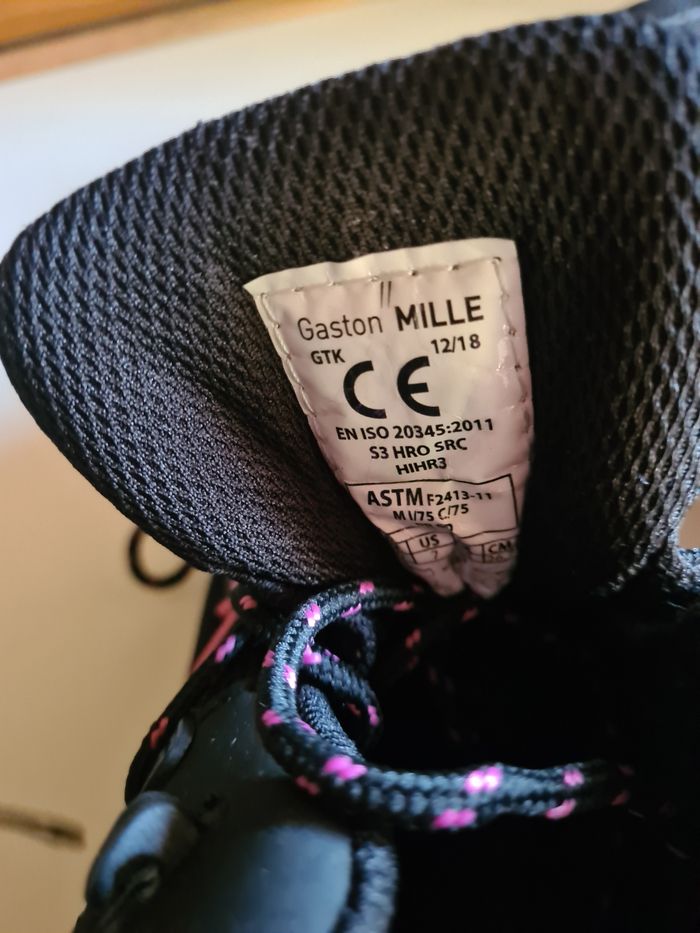 Gaston MILLE
GTK 12/18
CE
EN ISO 20345:2011
S3 HRO SRC
HIHR3
ASTM F2413-11
M I/75 C/75
US